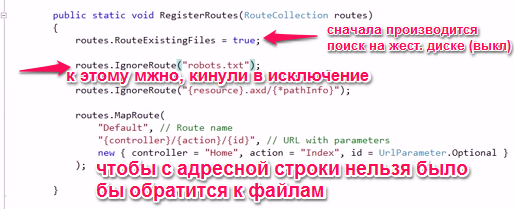 public static void RegisterRoutes(RouteCollection routes)
{
сначала производится
routes.RouteExistingFiles = true;
поиск на жест. диске (выкл)
routes.IgnoreRoute("robots.txt");
к этому мжно, кинули в исключение
routes.IgnoreRoute("{resource}.axd/{*pathInfo}");
routes.MapRoute(
"Default", // Route name
"{controller}/{action}/{id}", // URL with parameters
new { controller = "Home", action = "Index", id = UrlParameter.Optional }
);
чтобы с адресной строки нельзя было
бы обратится к файлам
}